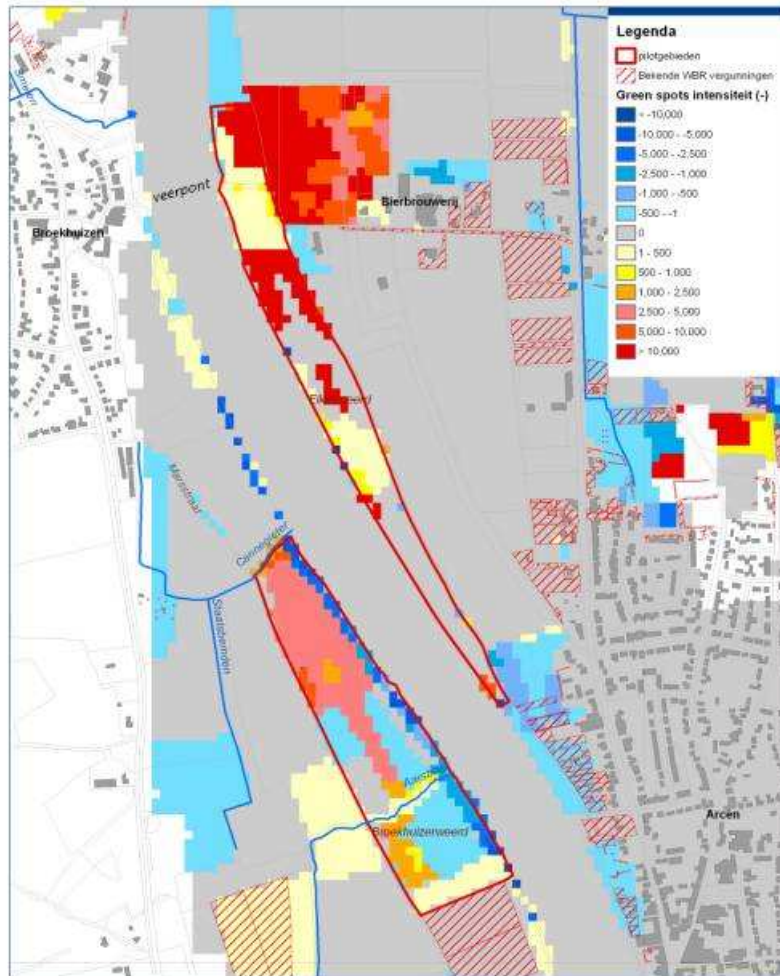 Legenda
pilotgebieden
Bekende WBR vergunningen
Green spots intensiteit (-)
< -10,000
-10,000 - -5,000
-5,000 - -2,500
-2,500 - -1,000
-1,000 - -500
-500 - -1
0
1 - 500
500 - 1,000
1,000 - 2,500
2,500 - 5,000
5,000 - 10,000
> 10,000
veerpont
Bierbrouwerij
Broekhuizen
Cannegieter
Staatsbemden
Broekhuizerweerd
Arcen